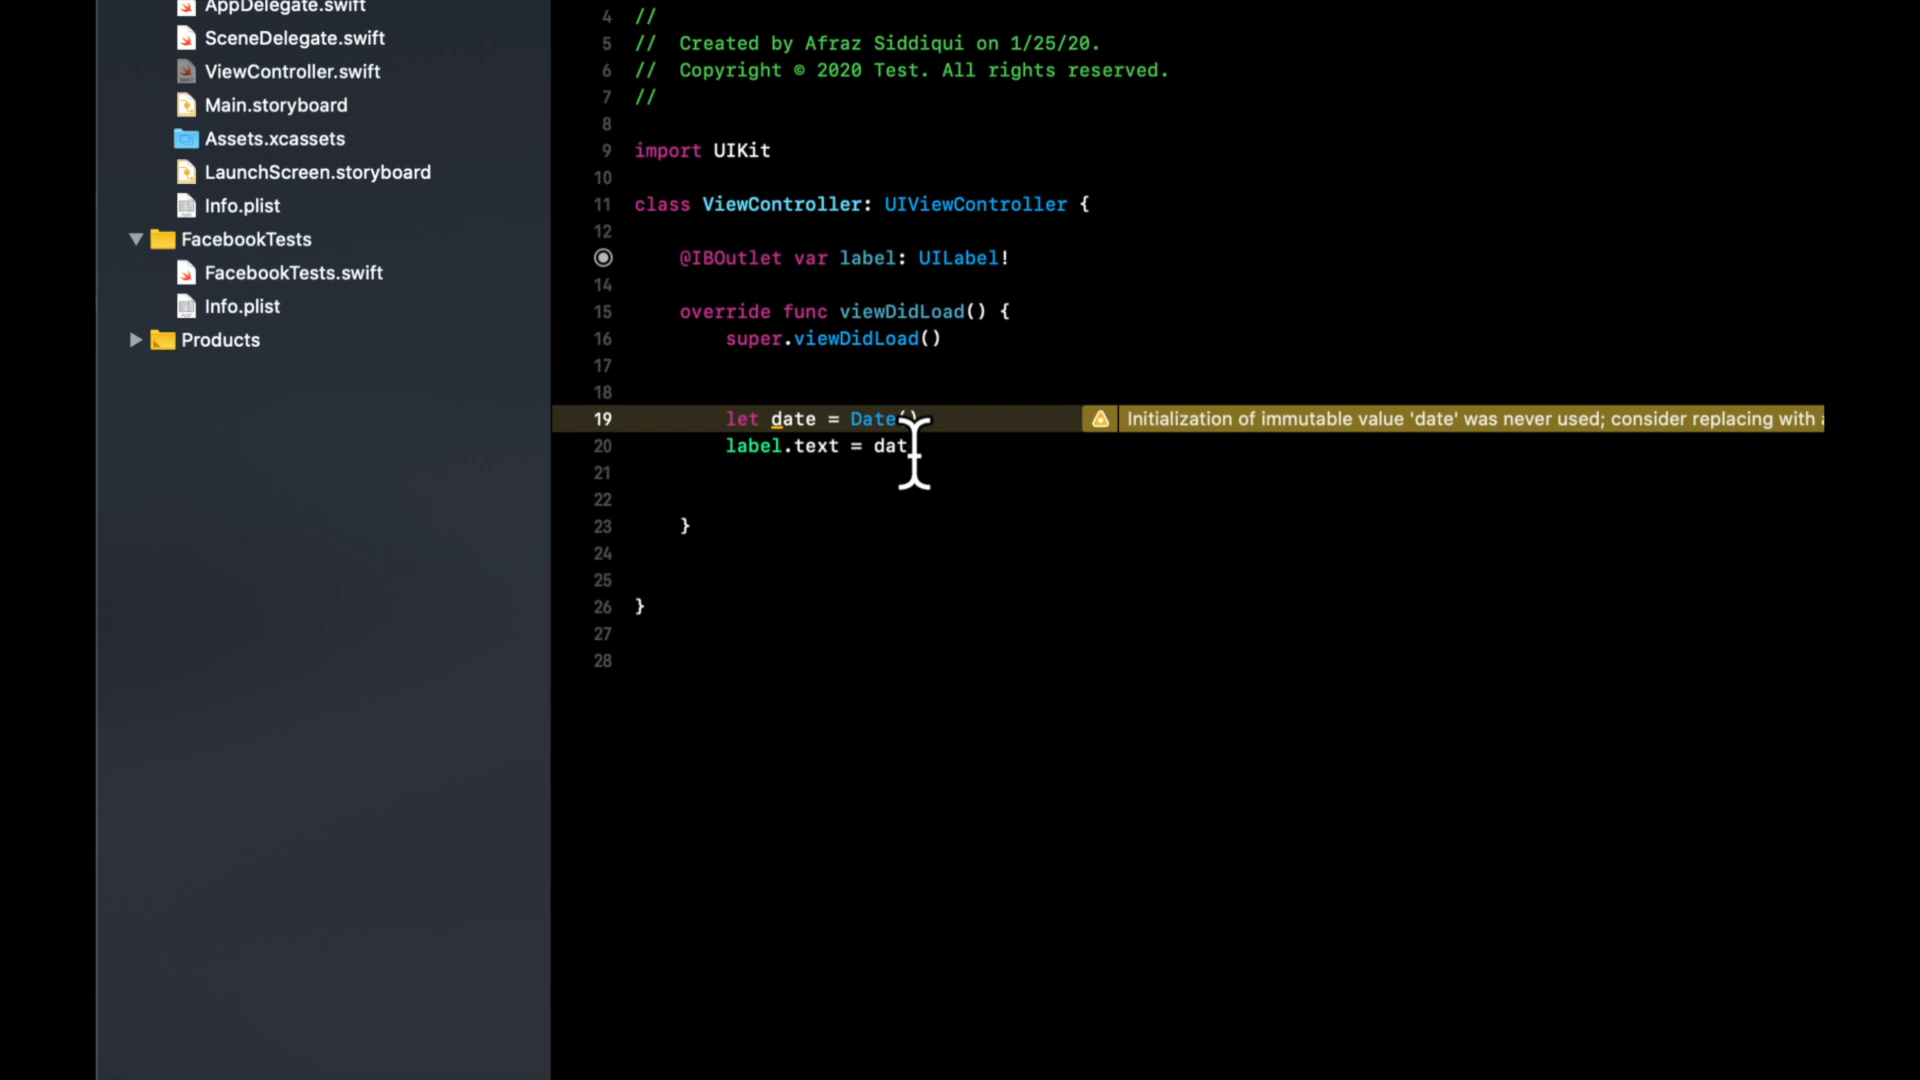 AppDelegate.swift
SceneDelegate.swift
ViewController.swift
Main.storyboard
Assets.xcassets
LaunchScreen.storyboard
Info.plist
FacebookTests
FacebookTests.swift
Info.plist
Products
4 //
5 // Created by Afraz Siddiqui on 1/25/20.
6 // Copyright © 2020 Test. All rights reserved.
7 //
8
9 import UIKit
10
11 class ViewController: UIViewController {
12
@IBOutlet var label: UILabel!
14
15 override func viewDidLoad() {
16 super.viewDidLoad()
17
18
19 let date = Date() Initialization of immutable value 'date' was never used; consider replacing with
20 label.text = dat
21
22
23 }
24
25
26 }
27
28